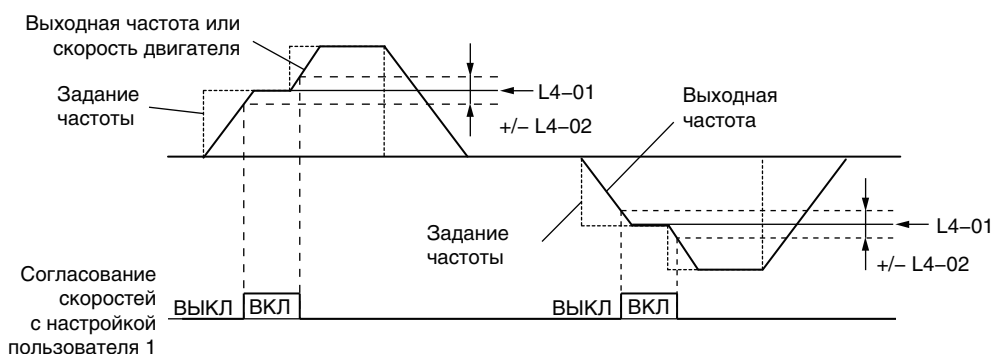 Выходная частота или
скорость двигателя
Задание
частоты
L4–01
+/– L4–02
Выходная
частота
Задание
частоты
L4–01
+/– L4–02
Согласование
скоростей
с настройкой
пользователя 1
ВЫКЛ ВКЛ ВЫКЛ ВКЛ